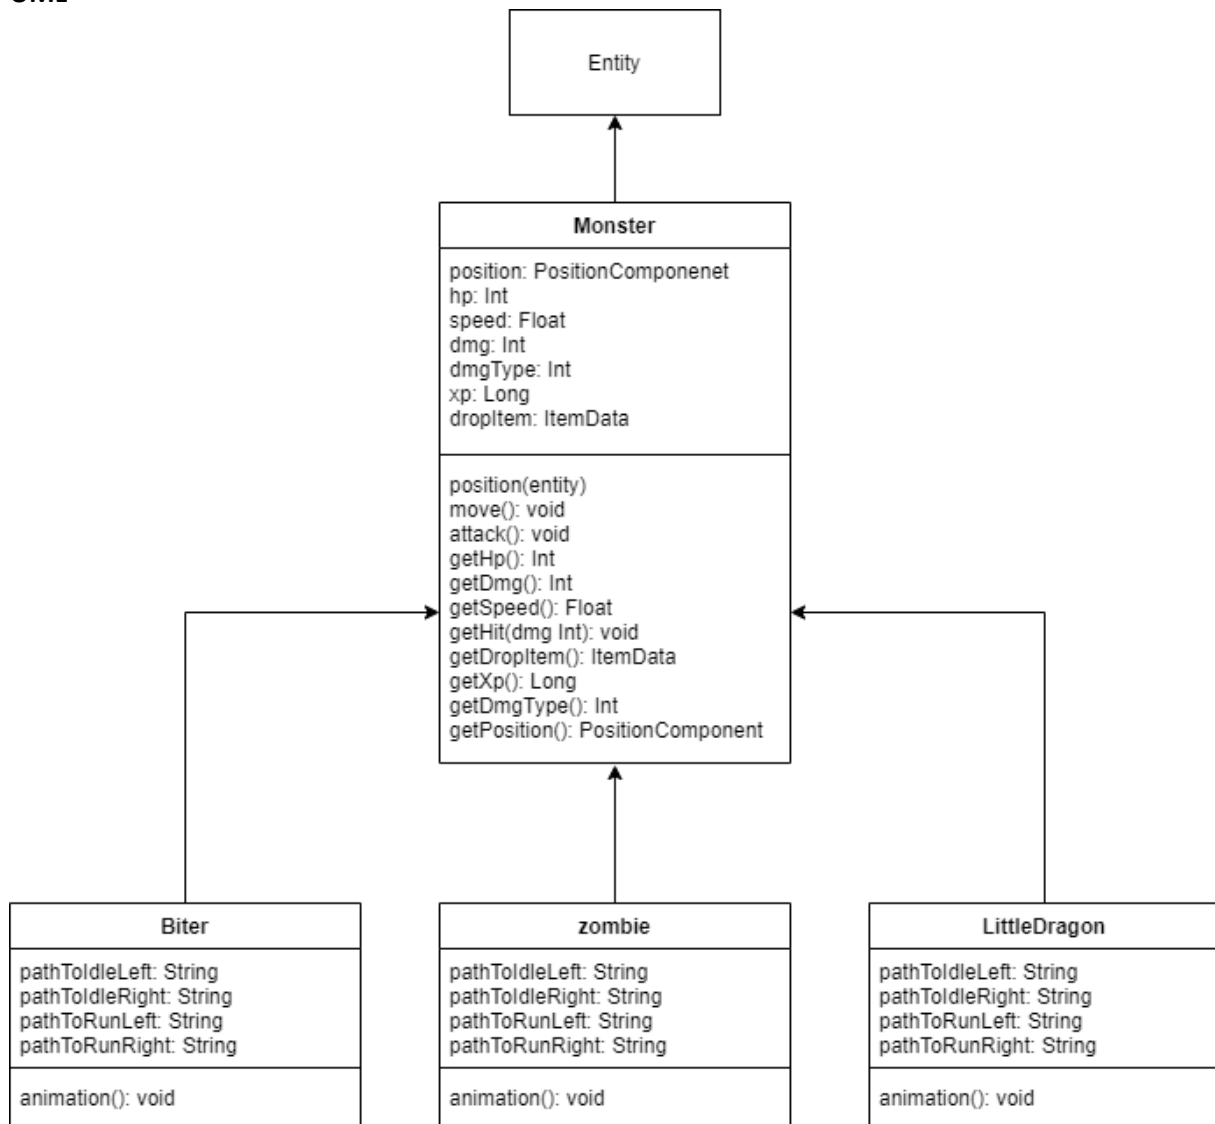 UML
Entity
Monster
position: PositionComponenet
hp: Int
speed: Float
dmg: Int
dmgType: Int
xp: Long
dropItem: ItemData
position(entity)
move(): void
attack(): void
getHp(): Int
getDmg(): Int
getSpeed(): Float
getHit(dmg Int): void
getDropItem(): ItemData
getXp(): Long
getDmgType(): Int
getPosition(): PositionComponent
Biter
pathToIdleLeft: String
pathToIdleRight: String
pathToRunLeft: String
pathToRunRight: String
animation(): void
zombie
pathToIdleLeft: String
pathToIdleRight: String
pathToRunLeft: String
pathToRunRight: String
animation(): void
LittleDragon
pathToIdleLeft: String
pathToIdleRight: String
pathToRunLeft: String
pathToRunRight: String
animation(): void